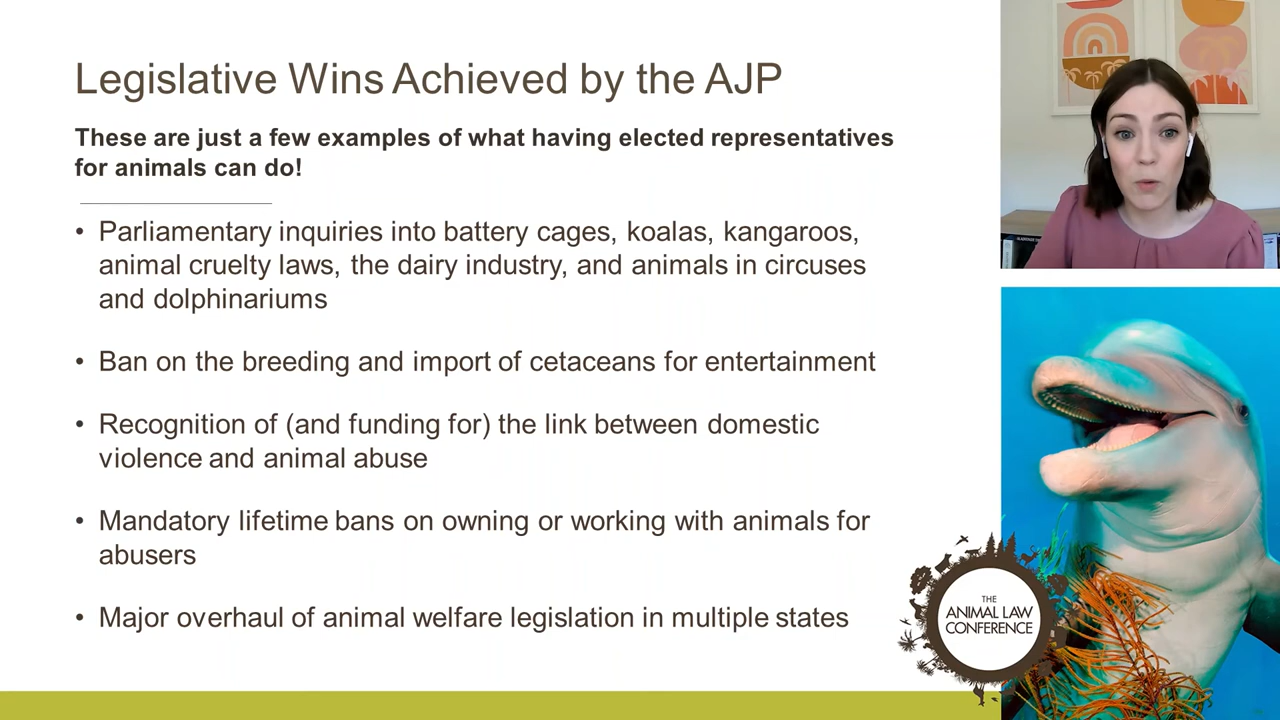 Legislative Wins Achieved by the AJP
These are just a few examples of what having elected representatives
for animals can do!
• Parliamentary inquiries into battery cages, koalas, kangaroos,
animal cruelty laws, the dairy industry, and animals in circuses
and dolphinariums
• Ban on the breeding and import of cetaceans for entertainment
• Recognition of (and funding for) the link between domestic
violence and animal abuse
• Mandatory lifetime bans on owning or working with animals for
abusers
• Major overhaul of animal welfare legislation in multiple states
THE
ANIMAL LAW
CONFERENCE